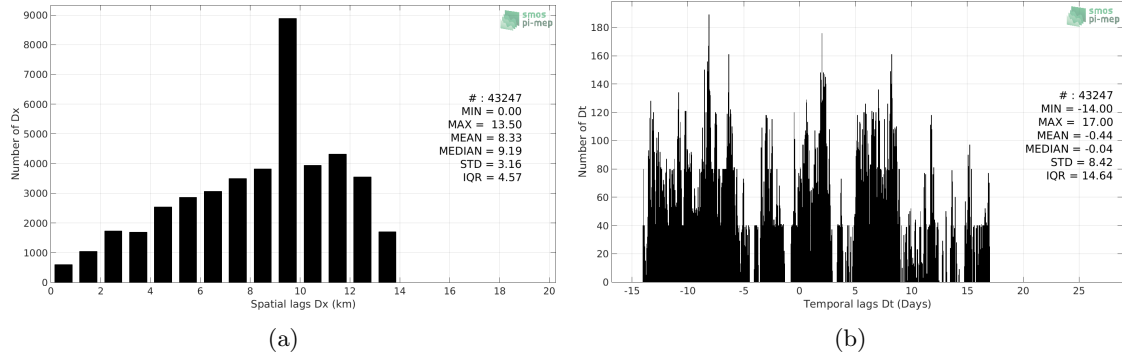 smos
pi-mep
9000
8000
7000
6000
5000
4000
3000
2000
1000
0
Number of Dx
# : 43247
MIN = 0.00
MAX = 13.50
MEAN = 8.33
MEDIAN = 9.19
STD = 3.16
IQR = 4.57
0 2 4 6 8 10 12 14 16 18 20
Spatial lags Dx (km)
(a)
smos
pi-mep
180
160
140
120
100
80
60
40
20
0
Number of Dt
# : 43247
MIN = -14.00
MAX = 17.00
MEAN = -0.44
MEDIAN = -0.04
STD = 8.42
IQR = 14.64
-15 -10 -5 0 5 10 15 20 25
Temporal lags Dt (Days)
(b)